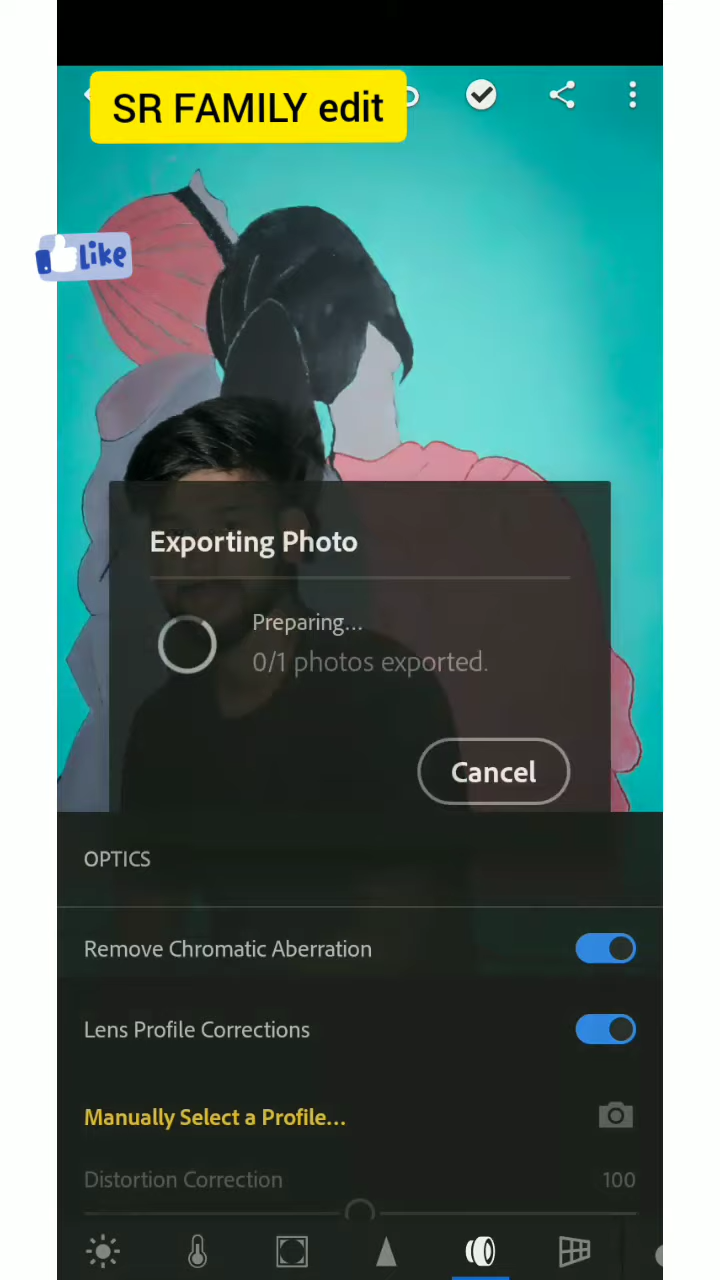 SR FAMILY edit
Like
Exporting Photo
Preparing...
0/1 photos exported.
Cancel
OPTICS
Remove Chromatic Aberration
Lens Profile Corrections
Manually Select a Profile...
Distortion Correction 100